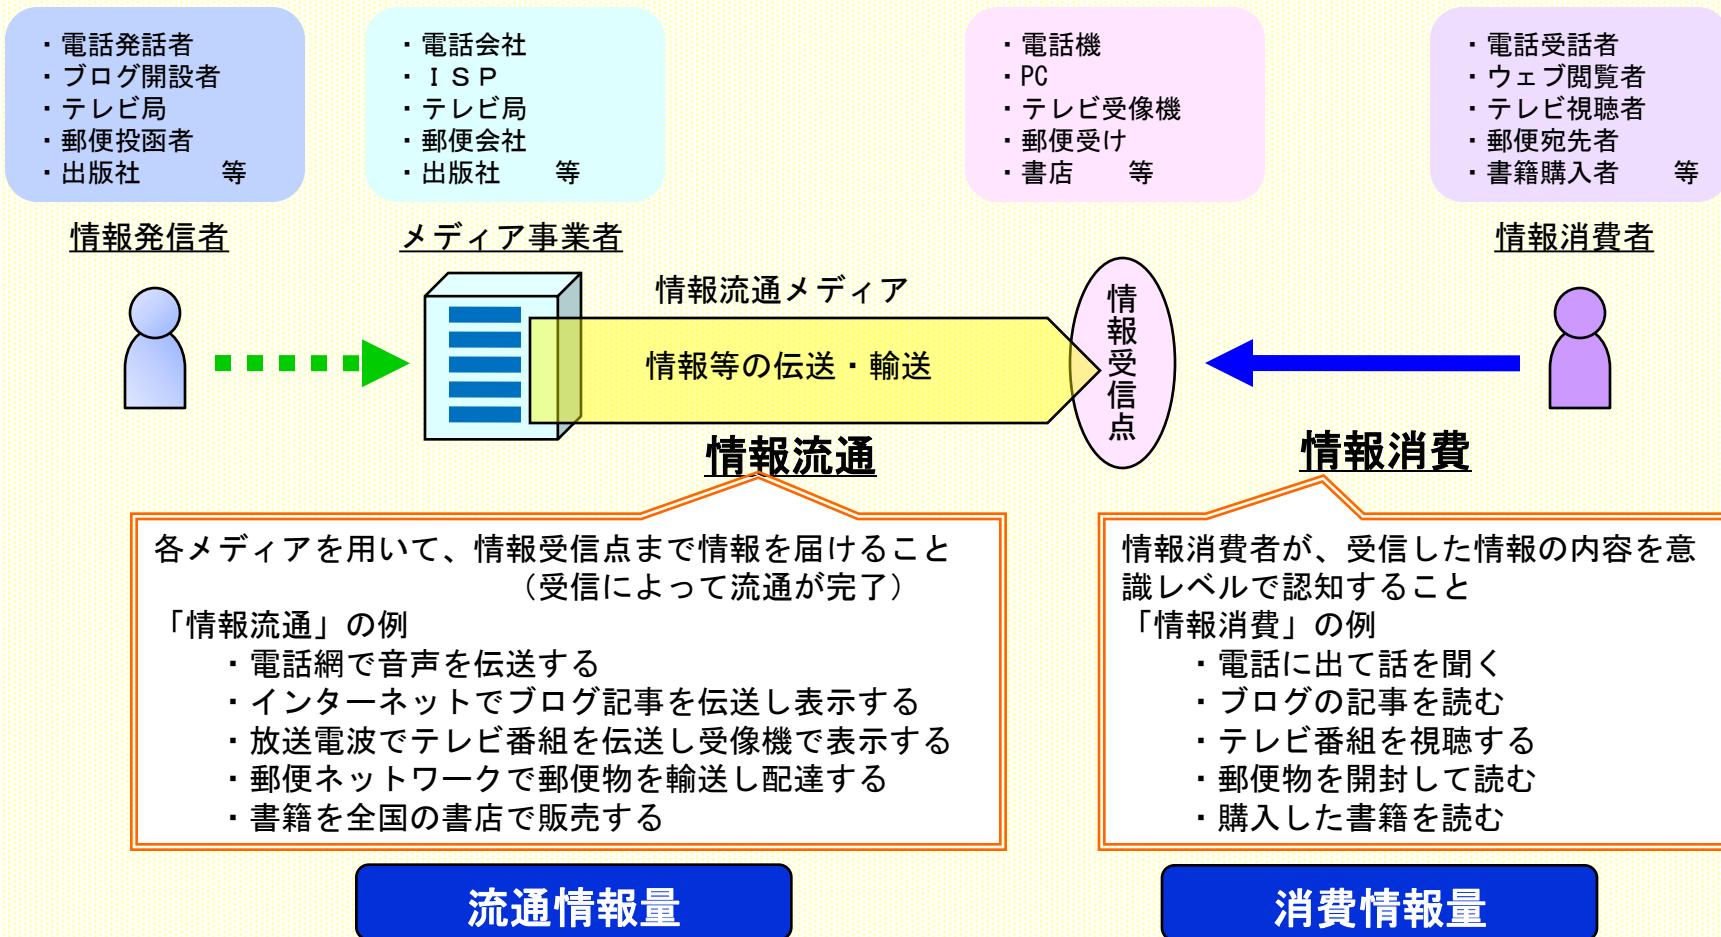 ・電話発話者
・ブログ開設者
・テレビ局
・郵便投函者
・出版社　　　等
情報発信者
・電話会社
・ＩＳＰ
・テレビ局
・郵便会社
・出版社　　等
メディア事業者
・電話機
・PC
・テレビ受像機
・郵便受け
・書店　　等
・電話受話者
・ウェブ閲覧者
・テレビ視聴者
・郵便宛先者
・書籍購入者　　等
情報消費者
情報流通メディア
情報等の伝送・輸送
情報受信点
情報流通
情報消費
各メディアを用いて、情報受信点まで情報を届けること
（受信によって流通が完了）
「情報流通」の例
・電話網で音声を伝送する
・インターネットでブログ記事を伝送し表示する
・放送電波でテレビ番組を伝送し受像機で表示する
・郵便ネットワークで郵便物を輸送し配達する
・書籍を全国の書店で販売する
情報消費者が、受信した情報の内容を意
識レベルで認知すること
「情報消費」の例
・電話に出て話を聞く
・ブログの記事を読む
・テレビ番組を視聴する
・郵便物を開封して読む
・購入した書籍を読む
流通情報量
消費情報量